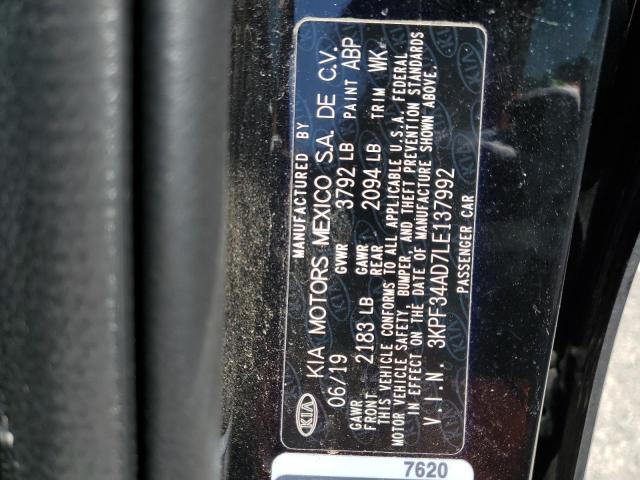 MANUFACTURED BY
KIA KIA MOTORS MEXICO S.A. DE C.V.
06/19 GVWR 3792 LB PAINT ABP
GAWR FRONT 2183 LB GAWR REAR 2094 LB TRIM WK
THIS VEHICLE CONFORMS TO ALL APPLICABLE U.S.A. FEDERAL
MOTOR VEHICLE SAFETY, BUMPER, AND THEFT PREVENTION STANDARDS
IN EFFECT ON THE DATE OF MANUFACTURE SHOWN ABOVE.
V.I.N. 3KPF34AD7LE137992
PASSENGER CAR
7620